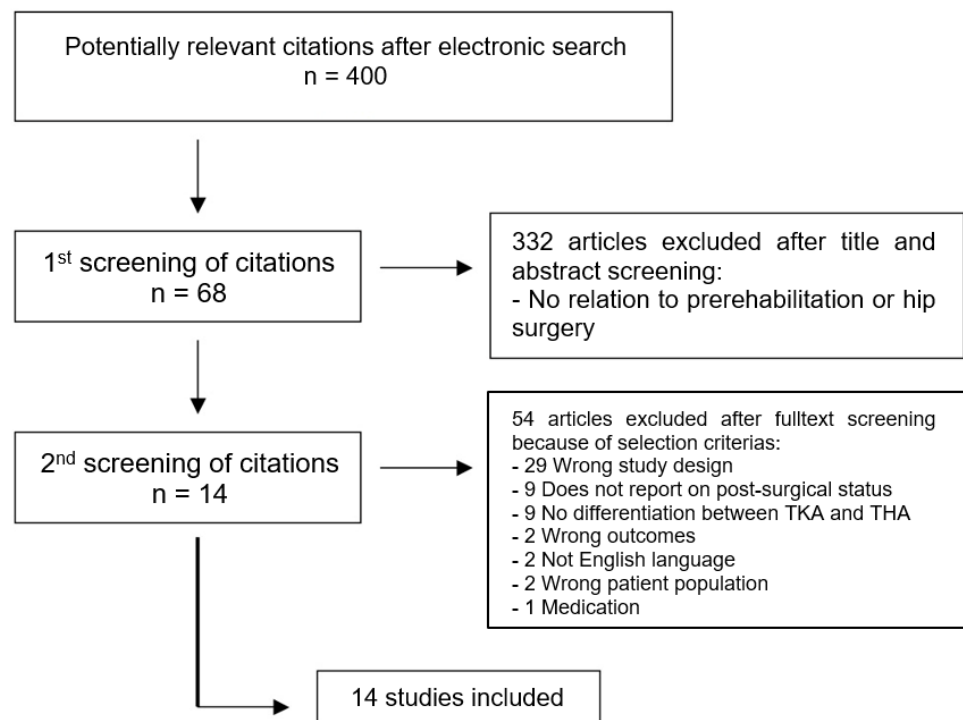 Potentially relevant citations after electronic search
n = 400
1st screening of citations
n = 68
332 articles excluded after title and
abstract screening:
- No relation to prerehabilitation or hip
surgery
2nd screening of citations
n = 14
54 articles excluded after fulltext screening
because of selection criterias:
- 29 Wrong study design
- 9 Does not report on post-surgical status
- 9 No differentiation between TKA and THA
- 2 Wrong outcomes
- 2 Not English language
- 2 Wrong patient population
- 1 Medication
14 studies included